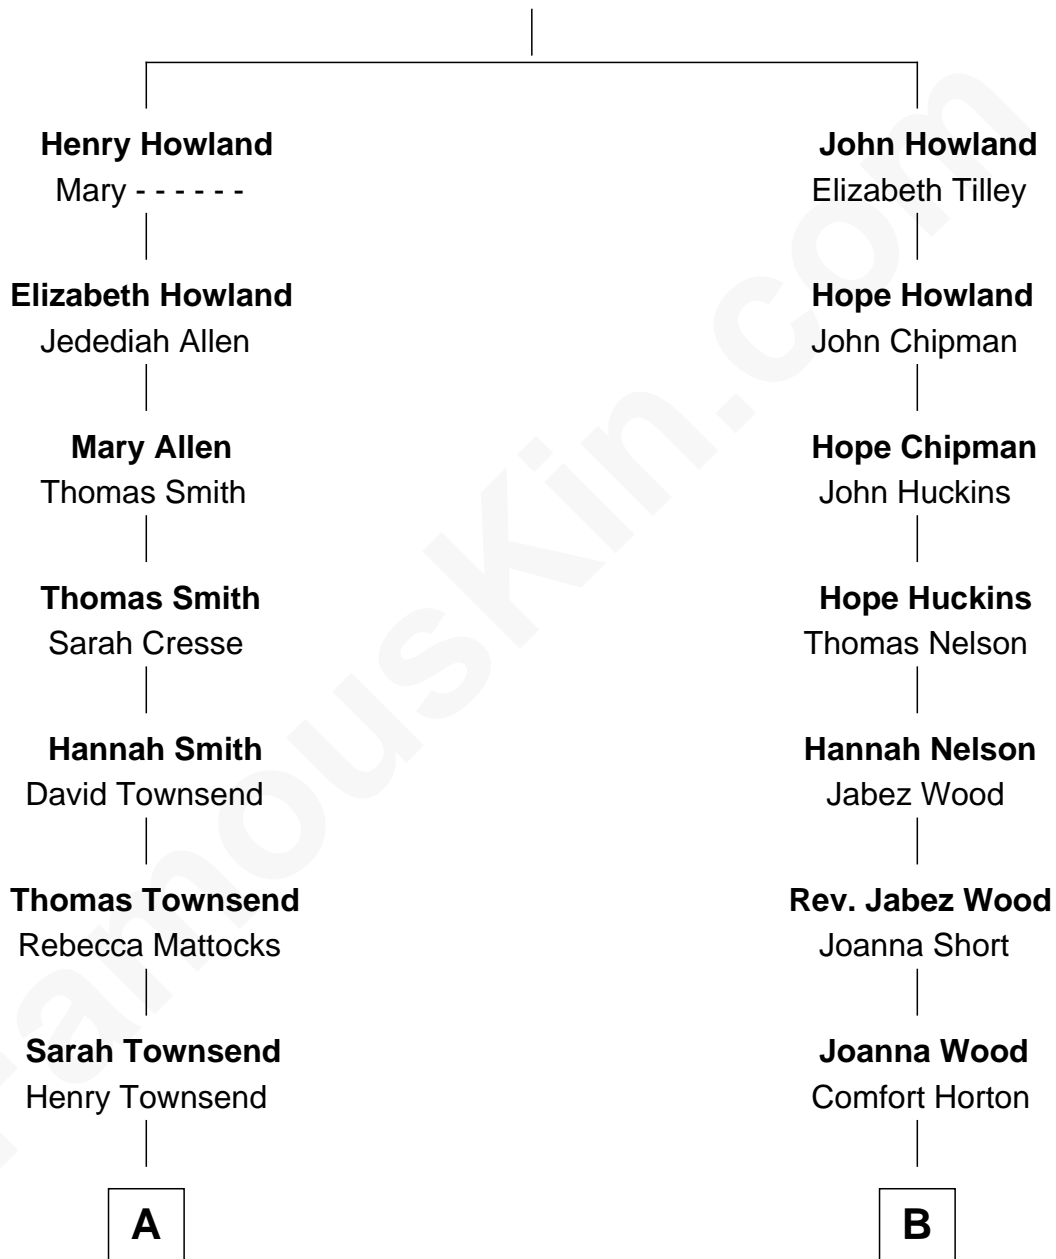 Henry Howland
Mary - - - - - -
Elizabeth Howland
Jedediah Allen
Mary Allen
Thomas Smith
Thomas Smith
Sarah Cresse
Hannah Smith
David Townsend
Thomas Townsend
Rebecca Mattocks
Sarah Townsend
Henry Townsend
A
John Howland
Elizabeth Tilley
Hope Howland
John Chipman
Hope Chipman
John Huckins
Hope Huckins
Thomas Nelson
Hannah Nelson
Jabez Wood
Rev. Jabez Wood
Joanna Short
Joanna Wood
Comfort Horton
B
FamousKin.com